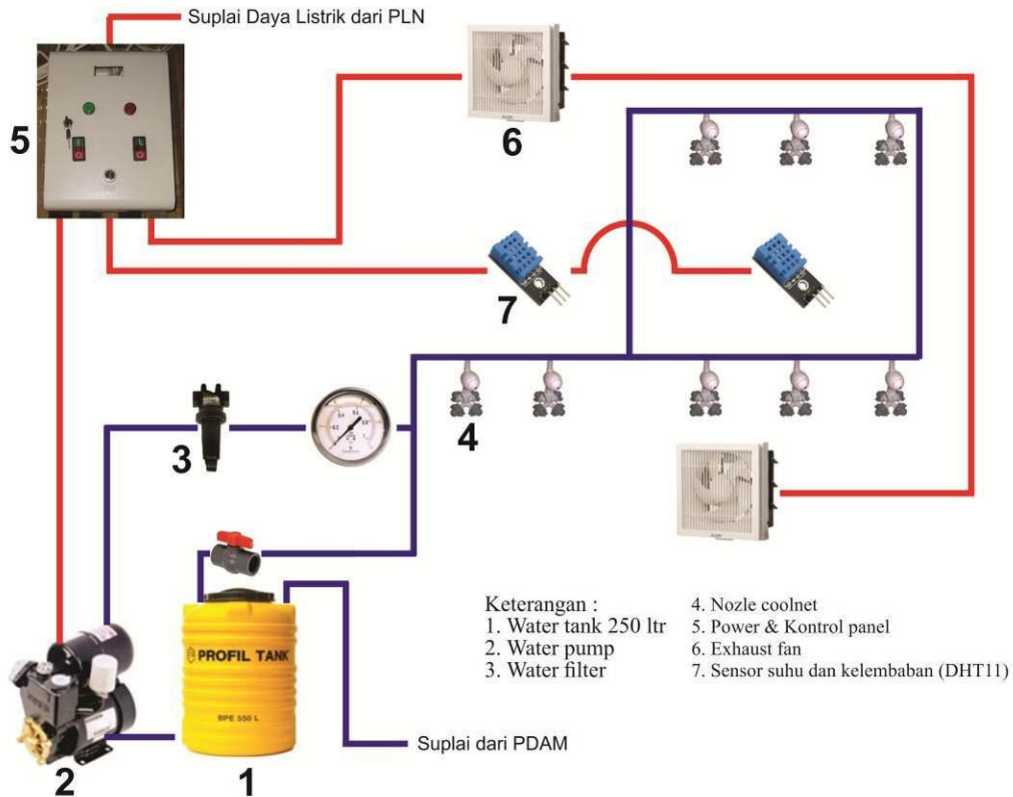 Suplai Daya Listrik dari PLN
5
6
7
4
3
PROFIL TANK
BPE 550 L
2
1
Suplai dari PDAM
Keterangan :
1. Water tank 250 ltr
2. Water pump
3. Water filter
4. Nozle coolnet
5. Power & Kontrol panel
6. Exhaust fan
7. Sensor suhu dan kelembaban (DHT11)